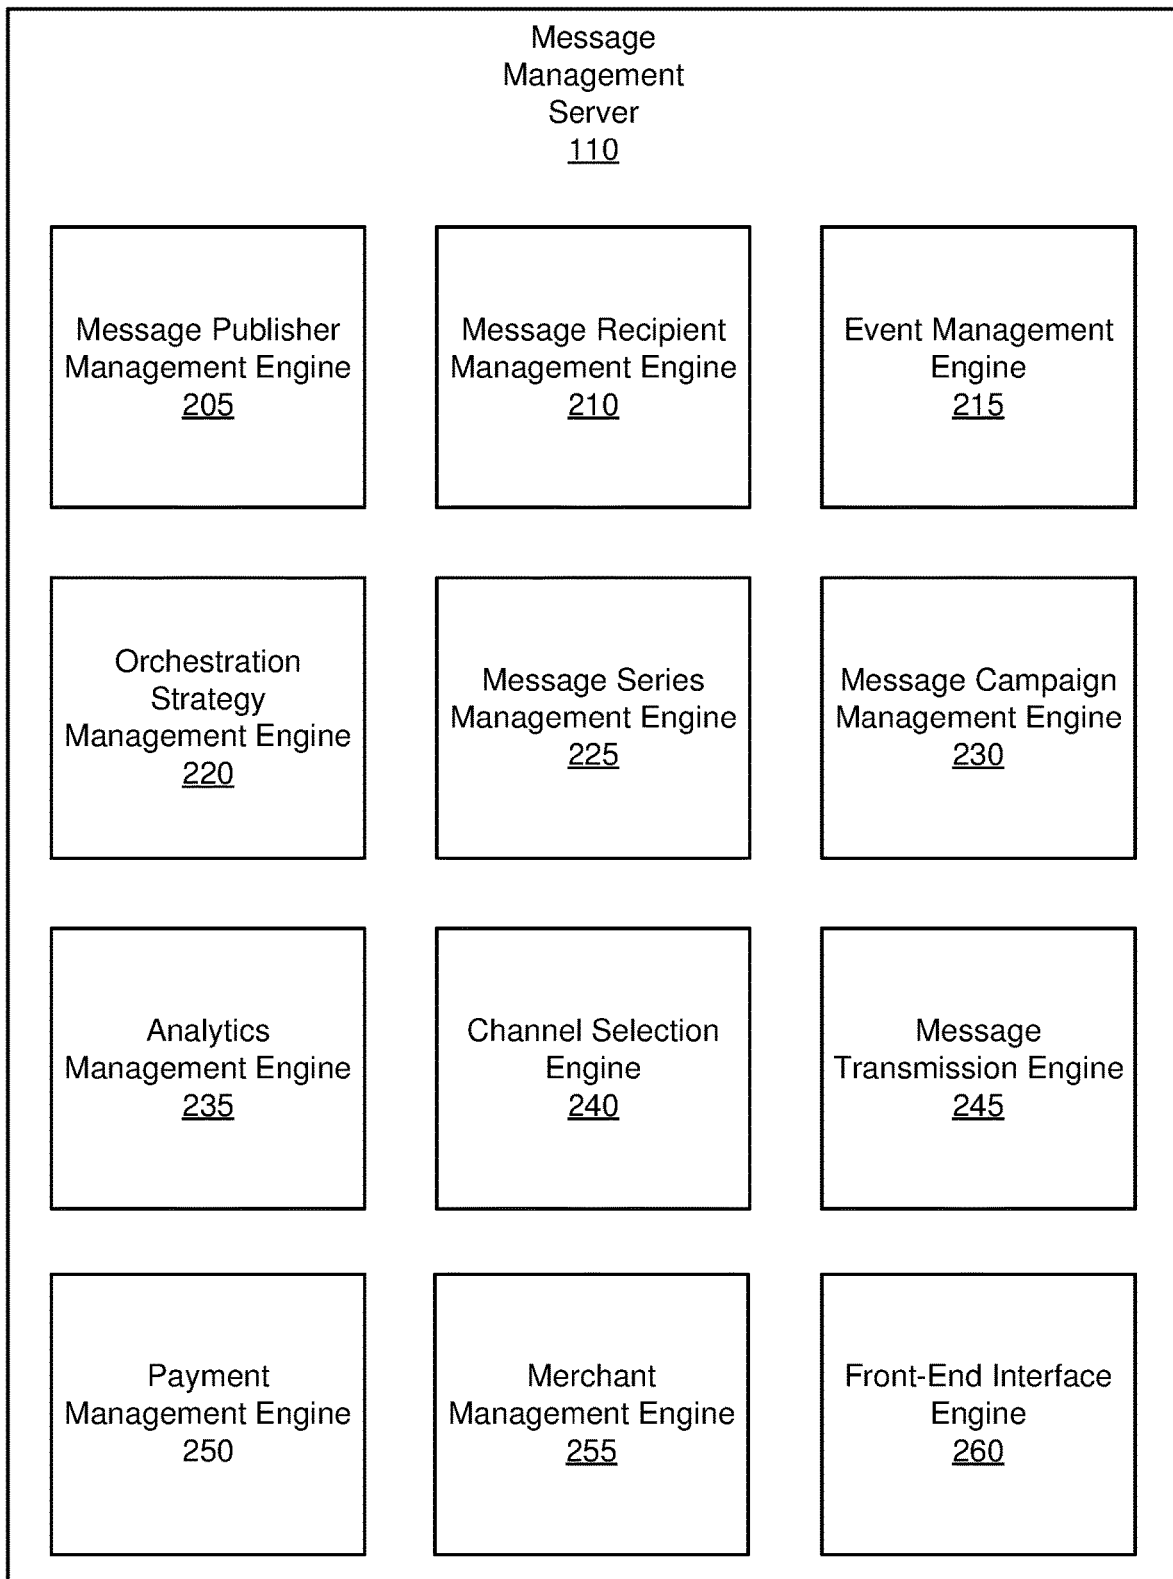 Message
Management
Server
110
Message Publisher
Management Engine
205
Message Recipient
Management Engine
210
Event Management
Engine
215
Orchestration
Strategy
Management Engine
220
Message Series
Management Engine
225
Message Campaign
Management Engine
230
Analytics
Management Engine
235
Channel Selection
Engine
240
Message
Transmission Engine
245
Payment
Management Engine
250
Merchant
Management Engine
255
Front-End Interface
Engine
260